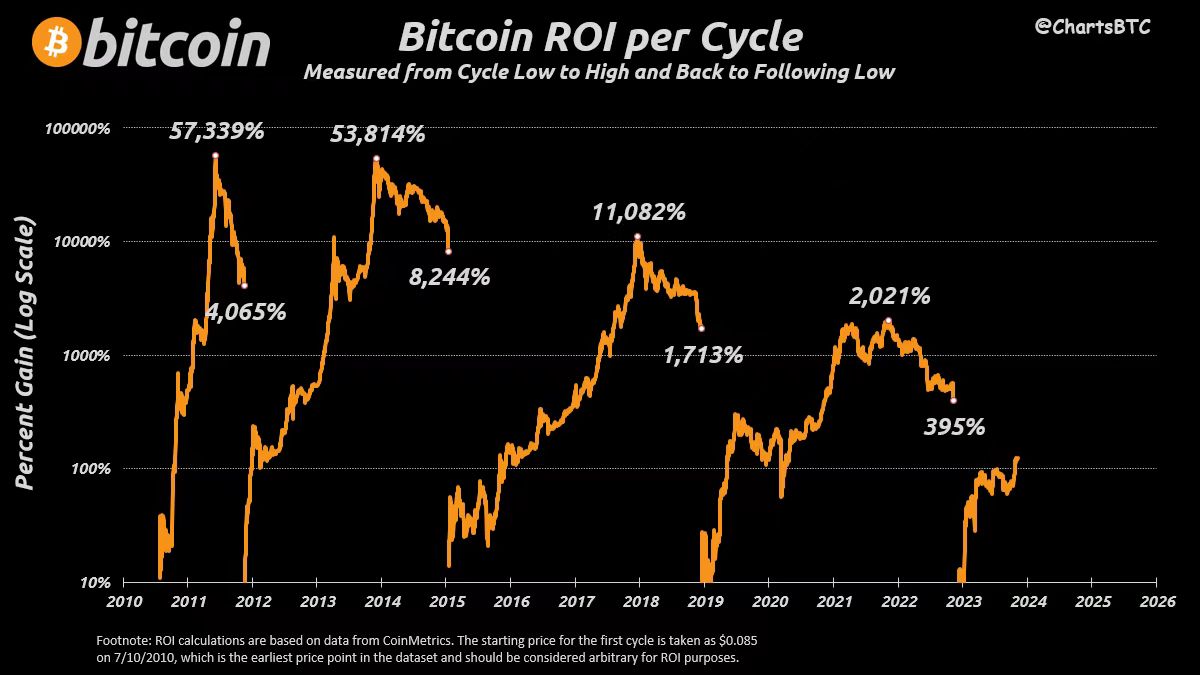 bitcoin
Bitcoin ROI per Cycle
@ChartsBTC
Measured from Cycle Low to High and Back to Following Low
Percent Gain (Log Scale)
100000%
10000%
1000%
100%
10%
57,339%
53,814%
11,082%
8,244%
2,021%
4,065%
1,713%
395%
2010 2011 2012 2013 2014 2015 2016 2017 2018 2019 2020 2021 2022 2023 2024 2025 2026
Footnote: ROI calculations are based on data from CoinMetrics. The starting price for the first cycle is taken as $0.085
on 7/10/2010, which is the earliest price point in the dataset and should be considered arbitrary for ROI purposes.